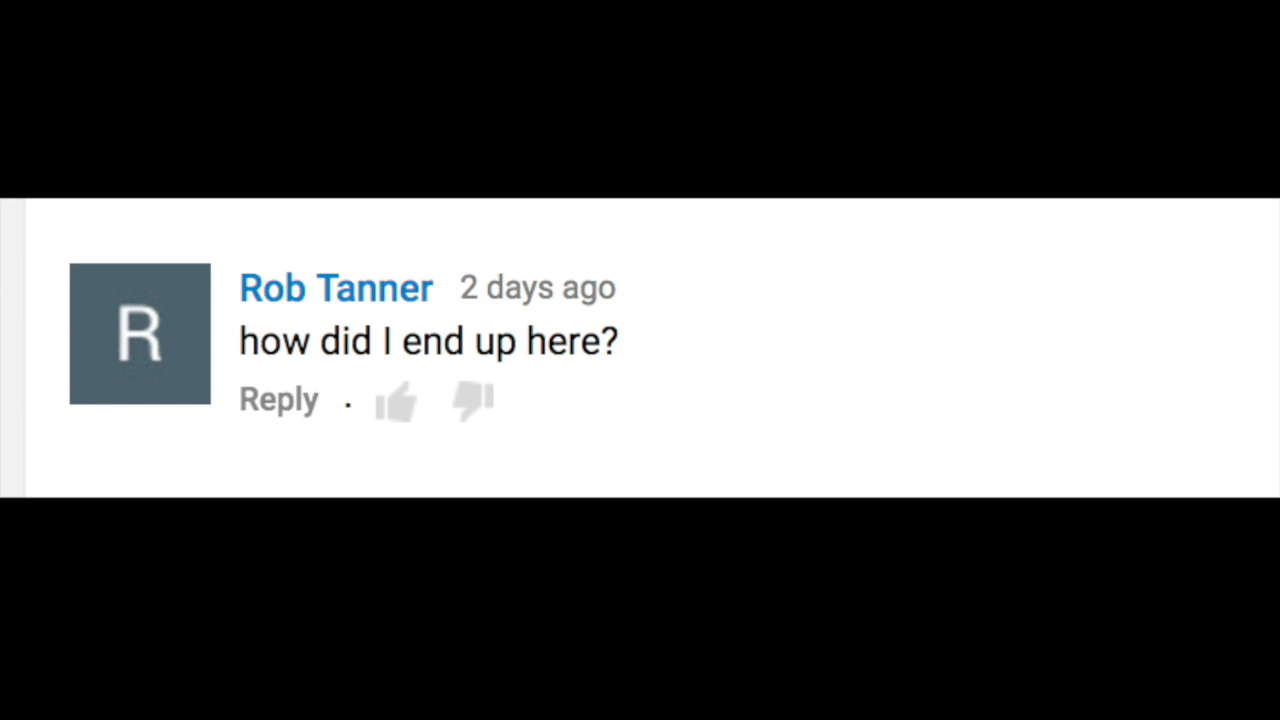 R
Rob Tanner 2 days ago
how did I end up here?
Reply .